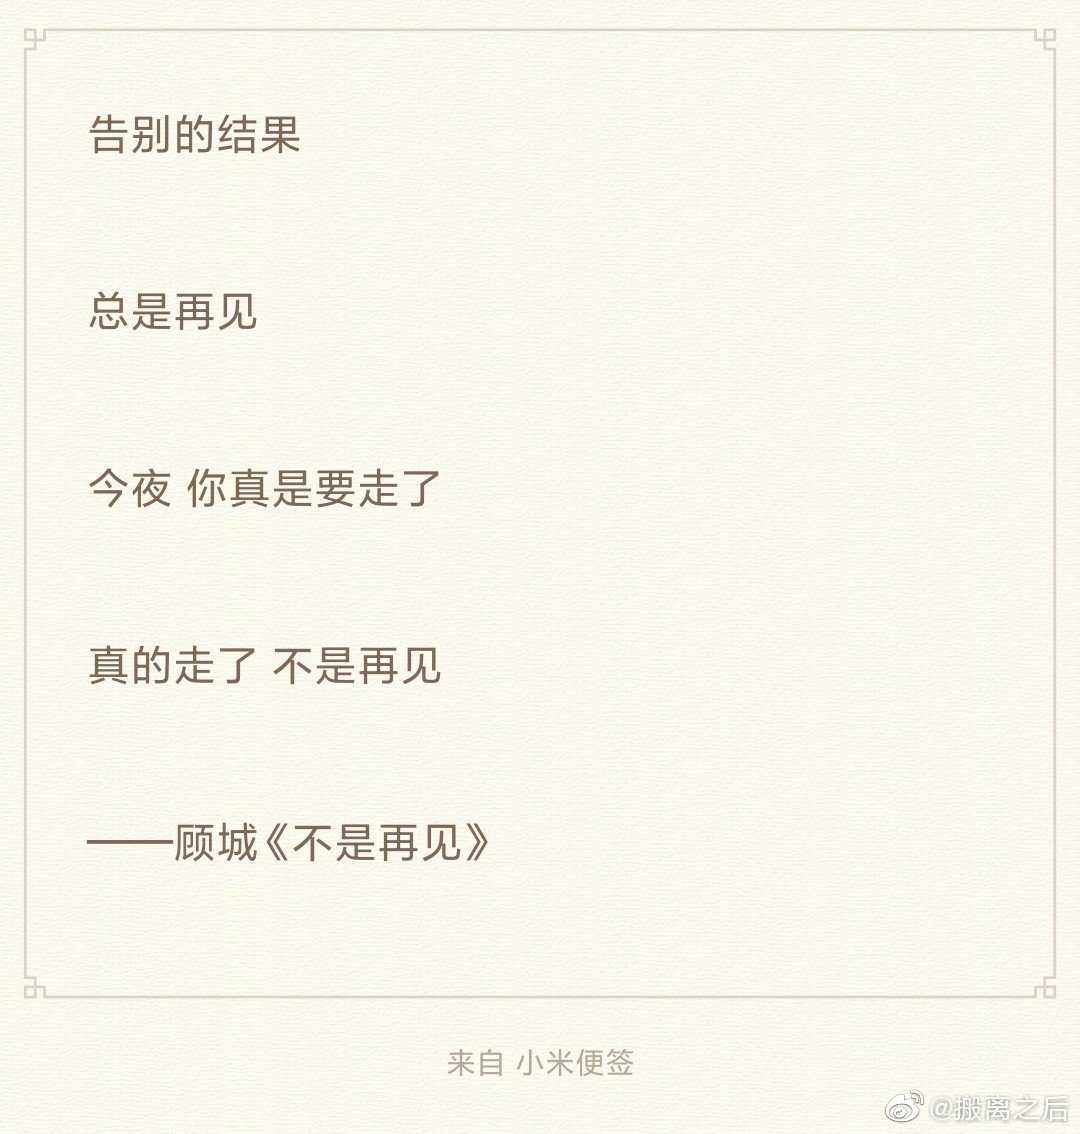 告别的结果
总是再见
今夜 你真是要走了
真的走了 不是再见
——顾城《不是再见》
来自 小米便签
@搬离之后